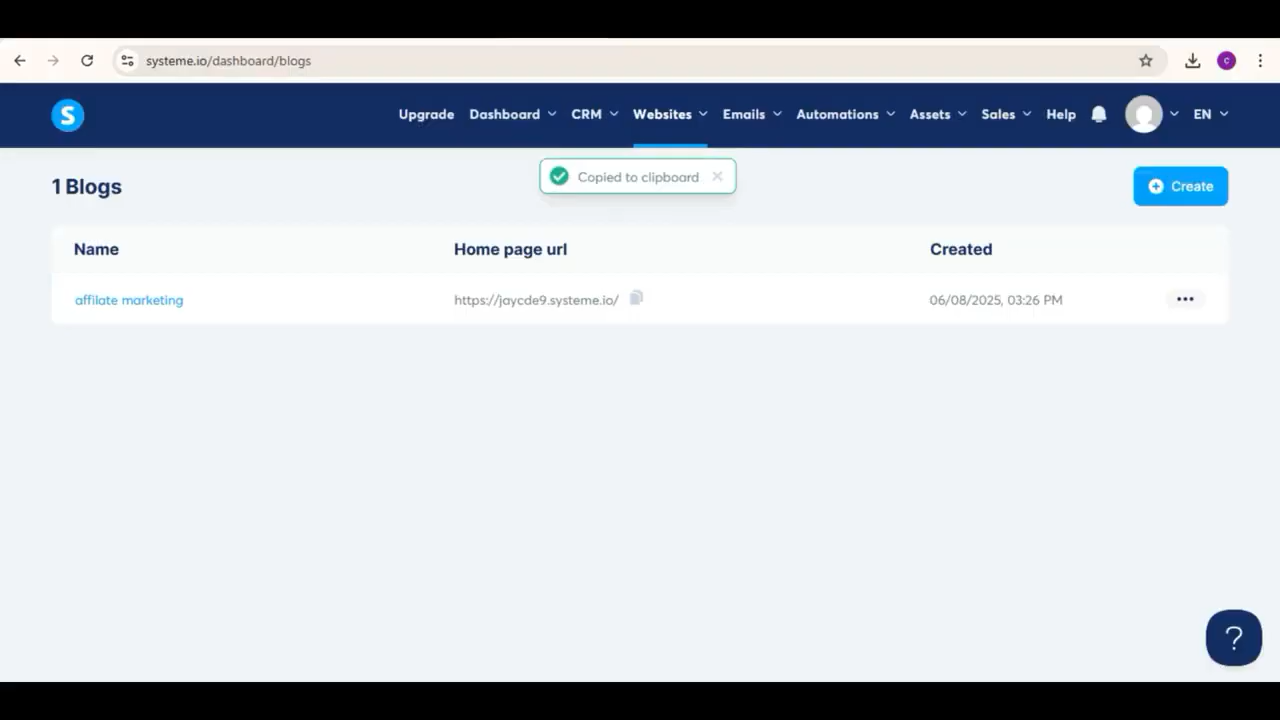 systeme.io/dashboard/blogs
C
S
Upgrade Dashboard CRM Websites Emails Automations Assets Sales Help EN
Copied to clipboard
1 Blogs
Create
Name Home page url Created
affilate marketing https://jaycde9.systeme.io/ 06/08/2025, 03:26 PM
?